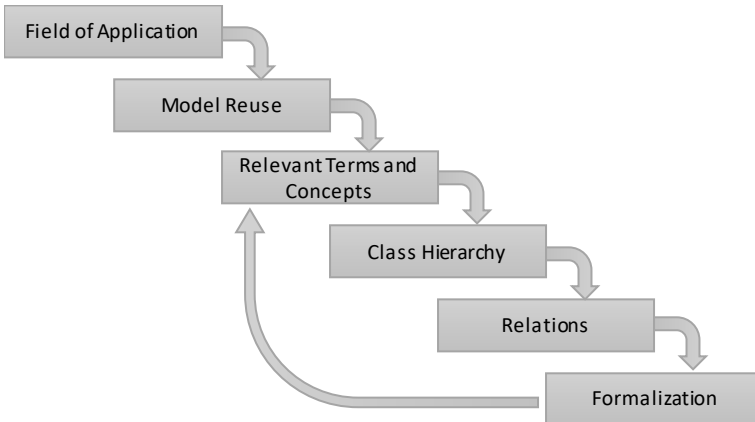 Field of Application
Model Reuse
Relevant Terms and
Concepts
Class Hierarchy
Relations
Formalization